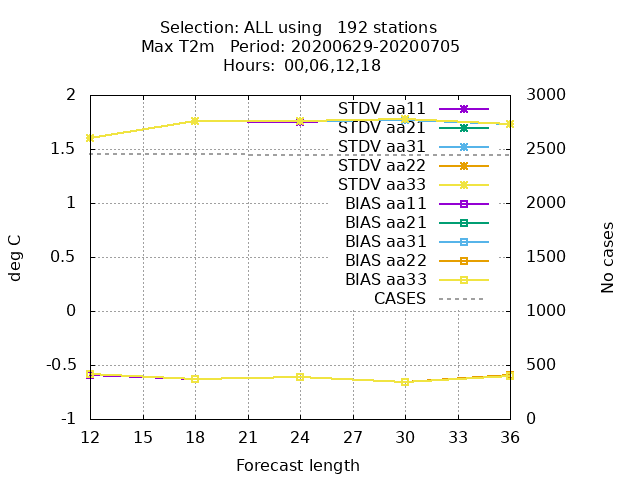 Selection: ALL using   192 stations
Max T2m   Period: 20200629-20200705
Hours:  00,06,12,18
2
1.5
1
0.5
0
-0.5
-1
deg C
3000
2500
2000
1500
1000
500
0
No cases
STDV aa11
STDV aa21
STDV aa31
STDV aa22
STDV aa33
BIAS aa11
BIAS aa21
BIAS aa31
BIAS aa22
BIAS aa33
CASES
12 15 18 21 24 27 30 33 36
Forecast length